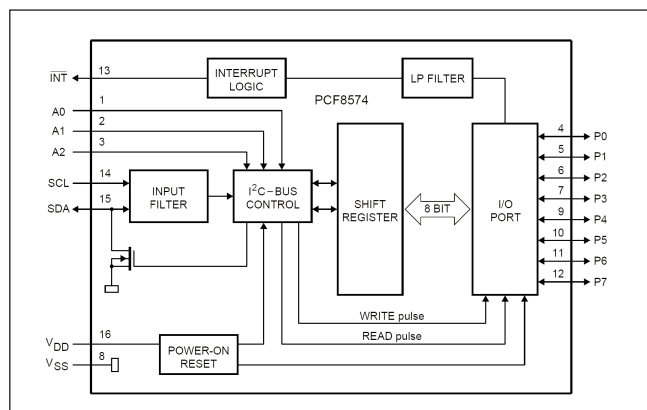 INT 13 INTERRUPT LOGIC LP FILTER
PCF8574
A0 1
A1 2
A2 3
SCL 14
SDA 15
INPUT FILTER
I²C–BUS CONTROL
SHIFT REGISTER
8 BIT
I/O PORT
4 P0
5 P1
6 P2
7 P3
9 P4
10 P5
11 P6
12 P7
WRITE pulse
READ pulse
VDD 16
VSS 8
POWER-ON RESET